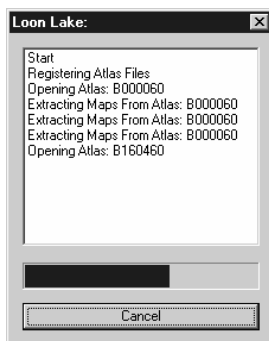 Loon Lake:
Start
Registering Atlas Files
Opening Atlas: B000060
Extracting Maps From Atlas: B000060
Extracting Maps From Atlas: B000060
Extracting Maps From Atlas: B000060
Opening Atlas: B160460
Cancel